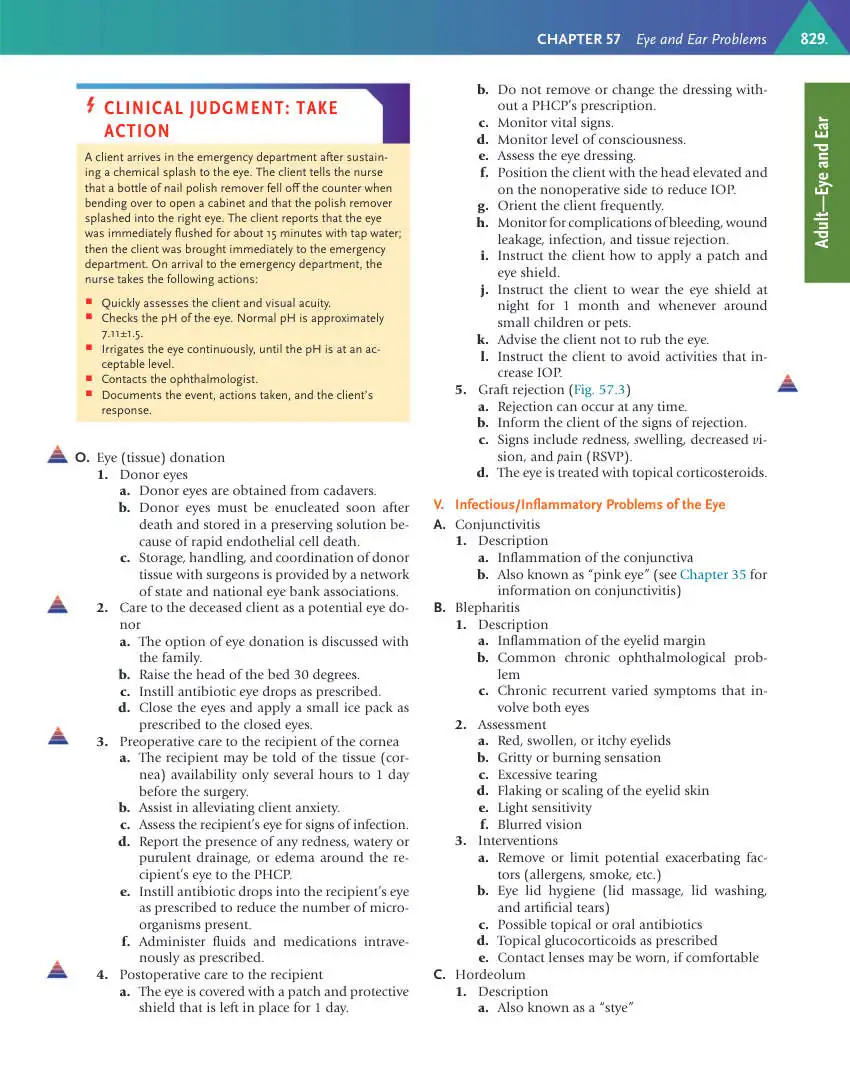 CHAPTER 57 Eye and Ear Problems 829.
CLINICAL JUDGMENT: TAKE
ACTION
A client arrives in the emergency department after sustain-
ing a chemical splash to the eye. The client tells the nurse
that a bottle of nail polish remover fell off the counter when
bending over to open a cabinet and that the polish remover
splashed into the right eye. The client reports that the eye
was immediately flushed for about 15 minutes with tap water;
then the client was brought immediately to the emergency
department. On arrival to the emergency department, the
nurse takes the following actions:
■ Quickly assesses the client and visual acuity.
■ Checks the pH of the eye. Normal pH is approximately
7.11±1.5.
■ Irrigates the eye continuously, until the pH is at an ac-
ceptable level.
■ Contacts the ophthalmologist.
■ Documents the event, actions taken, and the client's
response.
O. Eye (tissue) donation
1. Donor eyes
a. Donor eyes are obtained from cadavers.
b. Donor eyes must be enucleated soon after
death and stored in a preserving solution be-
cause of rapid endothelial cell death.
c. Storage, handling, and coordination of donor
tissue with surgeons is provided by a network
of state and national eye bank associations.
2. Care to the deceased client as a potential eye do-
nor
a. The option of eye donation is discussed with
the family.
b. Raise the head of the bed 30 degrees.
c. Instill antibiotic eye drops as prescribed.
d. Close the eyes and apply a small ice pack as
prescribed to the closed eyes.
3. Preoperative care to the recipient of the cornea
a. The recipient may be told of the tissue (cor-
nea) availability only several hours to 1 day
before the surgery.
b. Assist in alleviating client anxiety.
c. Assess the recipient's eye for signs of infection.
d. Report the presence of any redness, watery or
purulent drainage, or edema around the re-
cipient's eye to the PHCP.
e. Instill antibiotic drops into the recipient's eye
as prescribed to reduce the number of micro-
organisms present.
f. Administer fluids and medications intrave-
nously as prescribed.
4. Postoperative care to the recipient
a. The eye is covered with a patch and protective
shield that is left in place for 1 day.
b. Do not remove or change the dressing with-
out a PHCP's prescription.
c. Monitor vital signs.
d. Monitor level of consciousness.
e. Assess the eye dressing.
f. Position the client with the head elevated and
on the nonoperative side to reduce IOP.
g. Orient the client frequently.
h. Monitor for complications of bleeding, wound
leakage, infection, and tissue rejection.
i. Instruct the client how to apply a patch and
eye shield.
j. Instruct the client to wear the eye shield at
night for 1 month and whenever around
small children or pets.
k. Advise the client not to rub the eye.
l. Instruct the client to avoid activities that in-
crease IOP.
5. Graft rejection (Fig. 57.3)
a. Rejection can occur at any time.
b. Inform the client of the signs of rejection.
c. Signs include redness, swelling, decreased vi-
sion, and pain (RSVP).
d. The eye is treated with topical corticosteroids.
V. Infectious/Inflammatory Problems of the Eye
A. Conjunctivitis
1. Description
a. Inflammation of the conjunctiva
b. Also known as "pink eye" (see Chapter 35 for
information on conjunctivitis)
B. Blepharitis
1. Description
a. Inflammation of the eyelid margin
b. Common chronic ophthalmological prob-
lem
c. Chronic recurrent varied symptoms that in-
volve both eyes
2. Assessment
a. Red, swollen, or itchy eyelids
b. Gritty or burning sensation
c. Excessive tearing
d. Flaking or scaling of the eyelid skin
e. Light sensitivity
f. Blurred vision
3. Interventions
a. Remove or limit potential exacerbating fac-
tors (allergens, smoke, etc.)
b. Eye lid hygiene (lid massage, lid washing,
and artificial tears)
c. Possible topical or oral antibiotics
d. Topical glucocorticoids as prescribed
e. Contact lenses may be worn, if comfortable
C. Hordeolum
1. Description
a. Also known as a "stye"
Adult—Eye and Ear